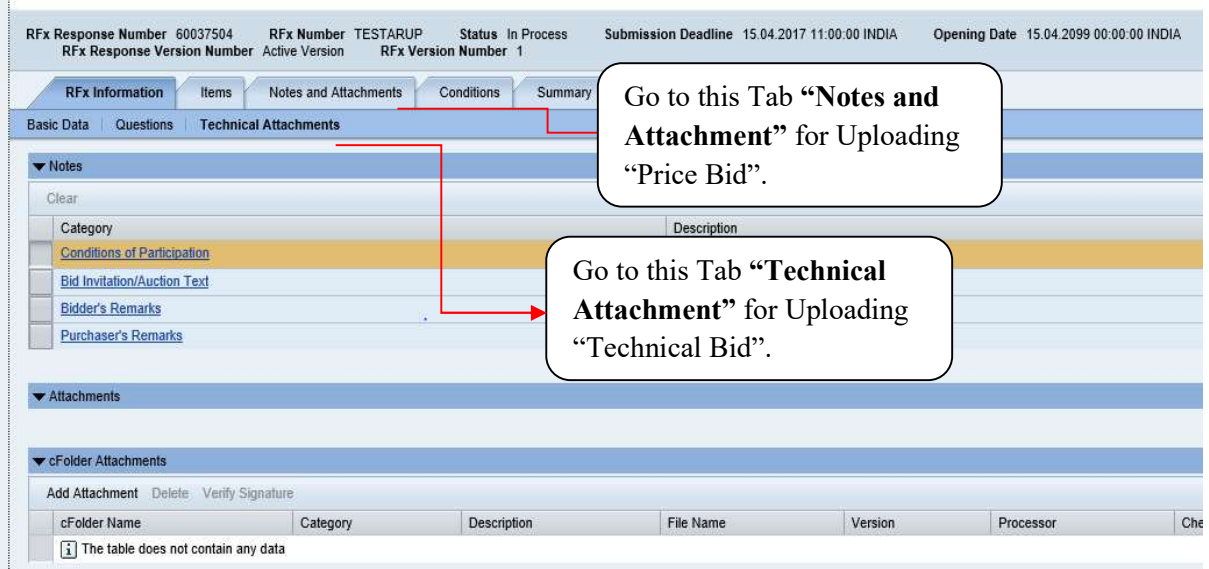 RFx Response Number 60037504 RFx Number TESTARUP Status In Process Submission Deadline 15.04.2017 11:00:00 INDIA Opening Date 15.04.2099 00:00:00 INDIA
RFx Response Version Number Active Version RFx Version Number 1
RFx Information Items Notes and Attachments Conditions Summary
Basic Data Questions Technical Attachments
Go to this Tab “Notes and
Attachment” for Uploading
“Price Bid”.
Notes
Clear
Category Description
Conditions of Participation
Bid Invitation/Auction Text
Bidder's Remarks
Purchaser's Remarks
Go to this Tab “Technical
Attachment” for Uploading
“Technical Bid”.
Attachments
cFolder Attachments
Add Attachment Delete Verify Signature
cFolder Name Category Description File Name Version Processor Che
The table does not contain any data